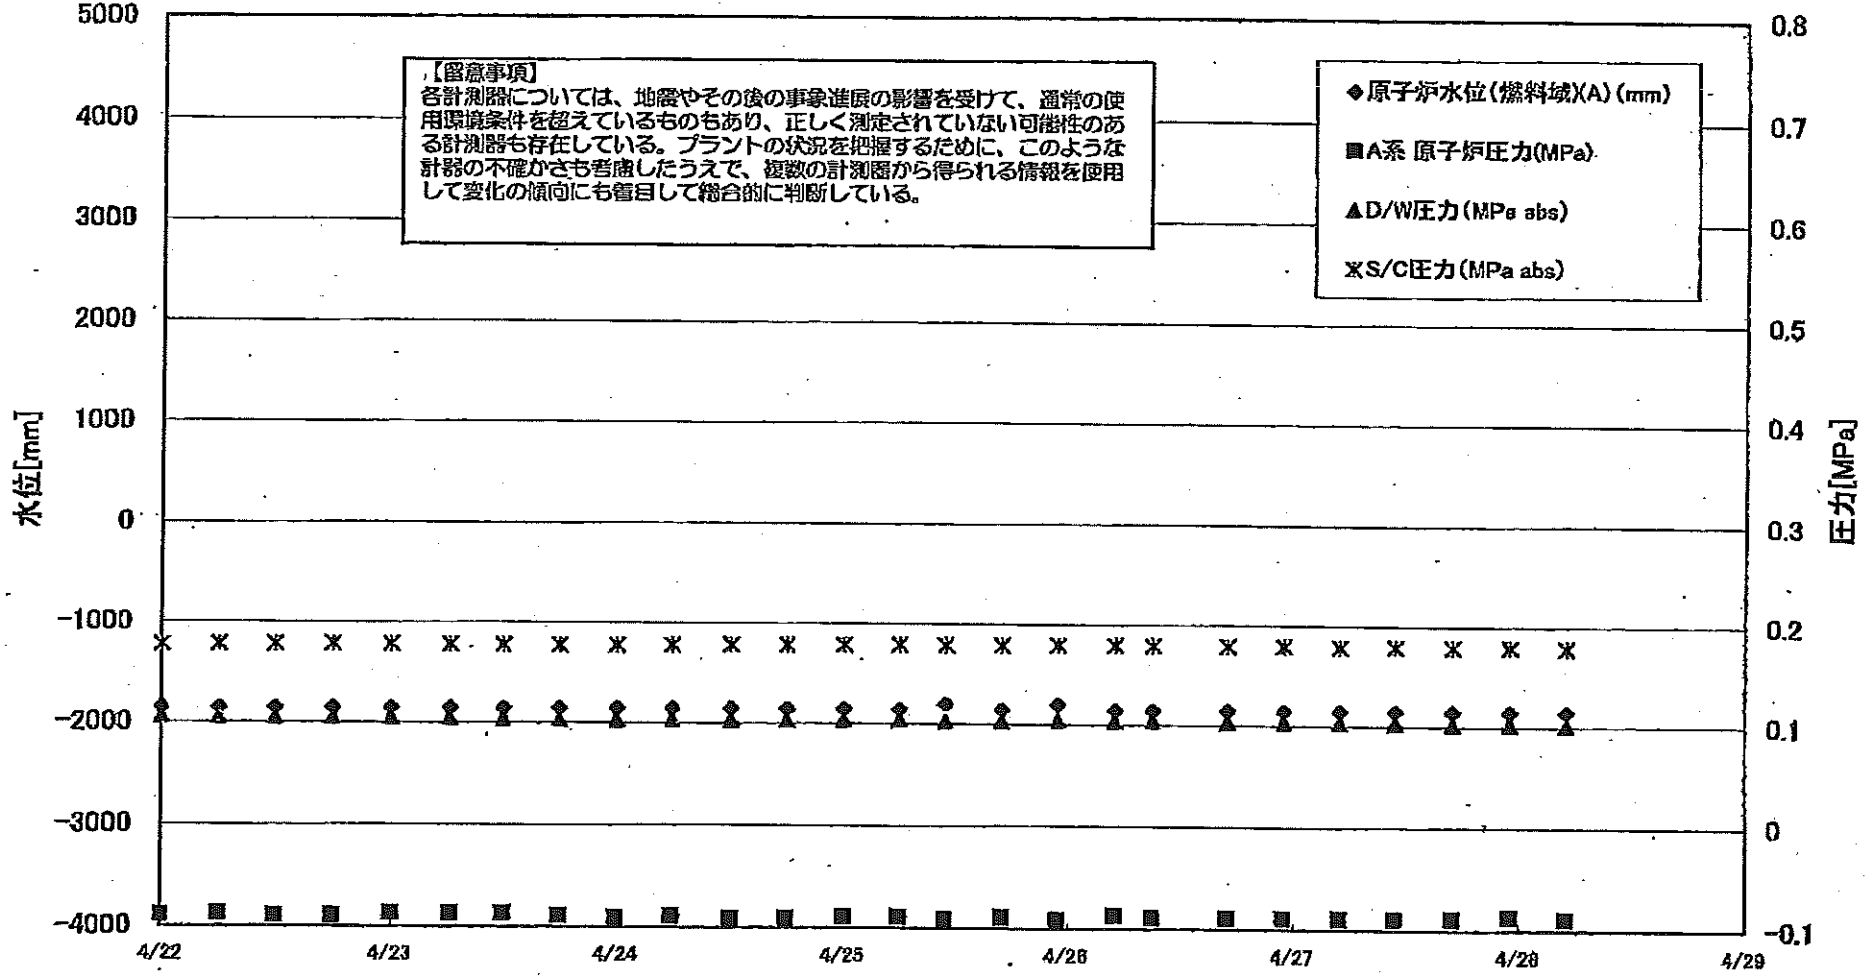 5000
4000
3000
2000
1000
0
-1000
-2000
-3000
-4000
水位[mm]
【留意事項】
各計測器については、地震やその後の事象進展の影響を受けて、通常の使
用環境条件を超えているものもあり、正しく測定されていない可能性のあ
る計測器も存在している。プラントの状況を把握するために、このような
計器の不確かさも考慮したうえで、複数の計測器から得られる情報を使用
して変化の傾向にも着目して総合的に判断している。
◆原子炉水位(燃料域)(A)(mm)
■A系 原子炉圧力(MPa)
▲D/W圧力(MPa abs)
S/C圧力(MPa abs)
0.8
0.7
0.6
0.5
0.4
0.3
0.2
0.1
0
-0.1
圧力[MPa]
4/22 4/23 4/24 4/25 4/26 4/27 4/28 4/29